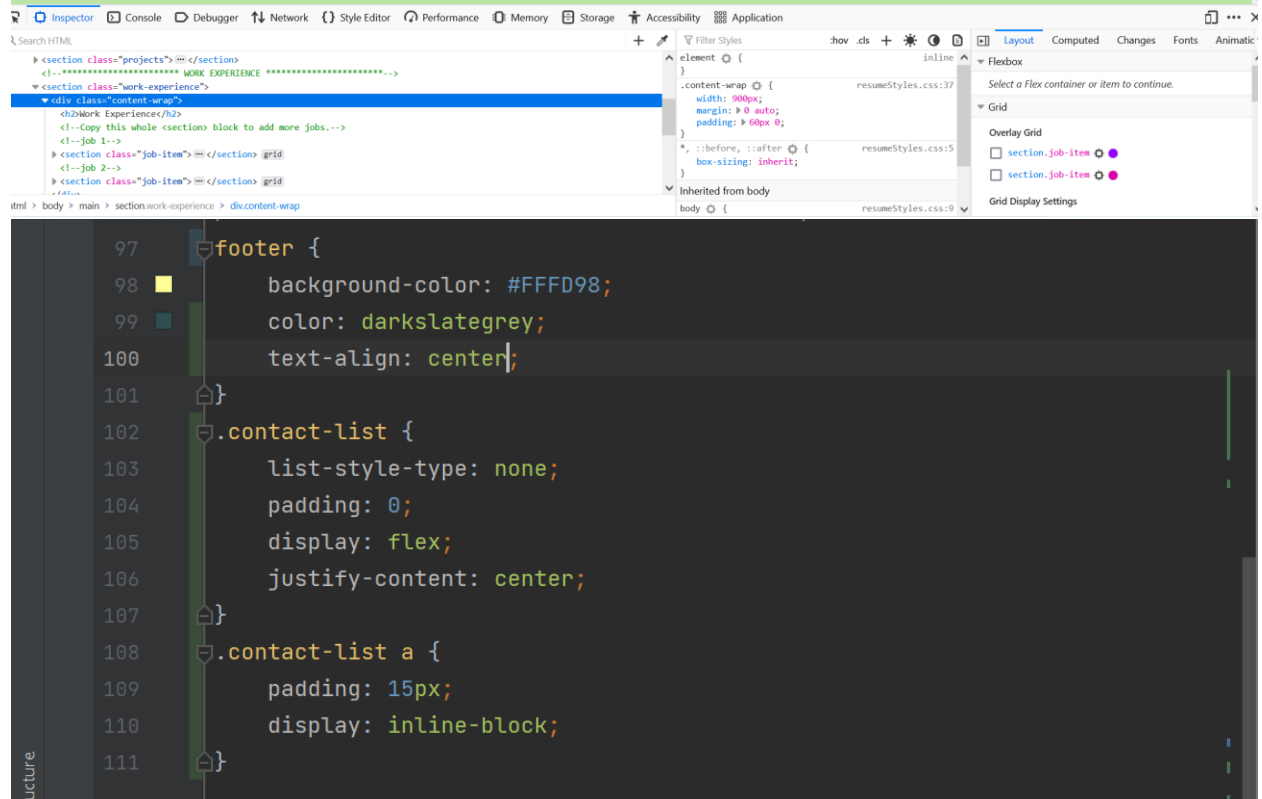 Inspector Console Debugger Network {} Style Editor Performance Memory Storage Accessibility Application
Search HTML
<section class="projects"></section>
<!--*********************** WORK EXPERIENCE ***********************-->
<section class="work-experience">
<div class="content-wrap">
<h2>Work Experience</h2>
<!--Copy this whole <section> block to add more jobs.-->
<!--job 1-->
<section class="job-item"></section> grid
<!--job 2-->
<section class="job-item"></section> grid
html > body > main > section.work-experience > div.content-wrap
Filter Styles :hov .cls +
element { inline
}
.content-wrap { resumeStyles.css:37
width: 900px;
margin: 0 auto;
padding: 60px 0;
}
*, ::before, ::after { resumeStyles.css:5
box-sizing: inherit;
}
Inherited from body
body { resumeStyles.css:9
Layout Computed Changes Fonts Animatic
Flexbox
Select a Flex container or item to continue.
Grid
Overlay Grid
section.job-item
section.job-item
Grid Display Settings
97 footer {
98 background-color: #FFFD98;
99 color: darkslategrey;
100 text-align: center;
101 }
102 .contact-list {
103 list-style-type: none;
104 padding: 0;
105 display: flex;
106 justify-content: center;
107 }
108 .contact-list a {
109 padding: 15px;
110 display: inline-block;
111 }
ucture